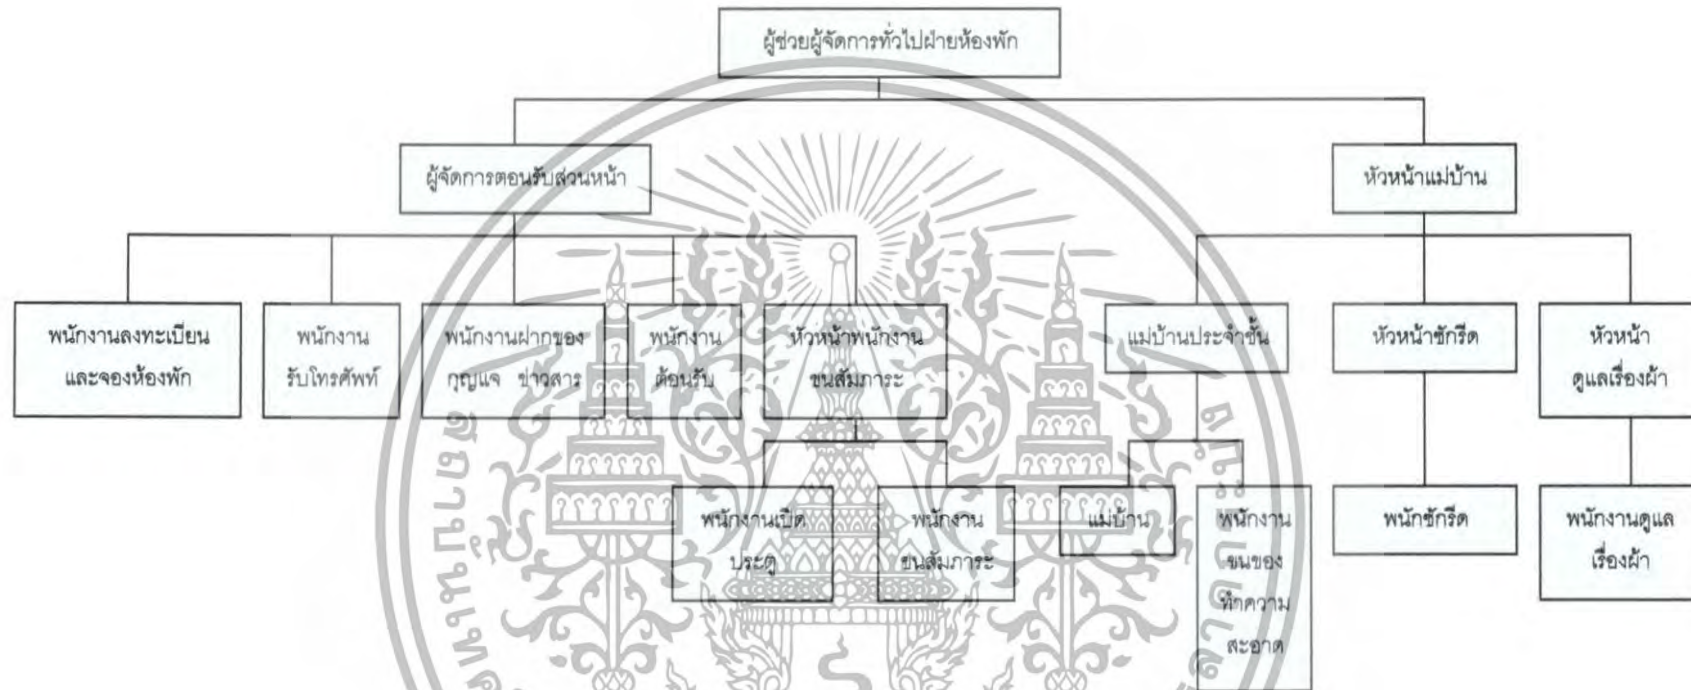 ผู้ช่วยผู้จัดการทั่วไปฝ่ายห้องพัก
ผู้จัดการตอนรับส่วนหน้า
หัวหน้าแม่บ้าน
พนักงานลงทะเบียน
และจองห้องพัก
พนักงาน
รับโทรศัพท์
พนักงานฝากของ
กุญแจ ข่าวสาร
พนักงาน
ต้อนรับ
หัวหน้าพนักงาน
ขนสัมภาระ
แม่บ้านประจำชั้น
หัวหน้าซักรีด
หัวหน้า
ดูแลเรื่องผ้า
พนักงานเปิด
ประตู
พนักงาน
ขนสัมภาระ
แม่บ้าน
พนักงาน
ขนของ
ทำความ
สะอาด
พนักซักรีด
พนักงานดูแล
เรื่องผ้า
สถาบันเทค